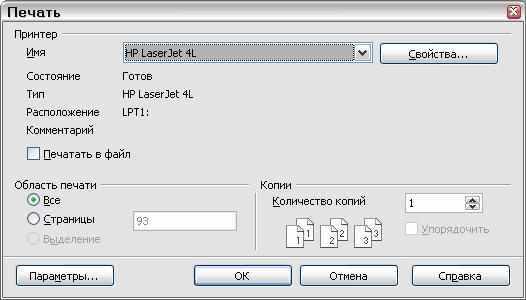 Печать
Принтер
Имя HP LaserJet 4L Свойства...
Состояние Готов
Тип HP LaserJet 4L
Расположение LPT1:
Комментарий
Печатать в файл
Область печати Копии
Все Количество копий 1
Страницы 93 1 1 2 2 3 3 Упорядочить
Выделение
Параметры... OK Отмена Справка